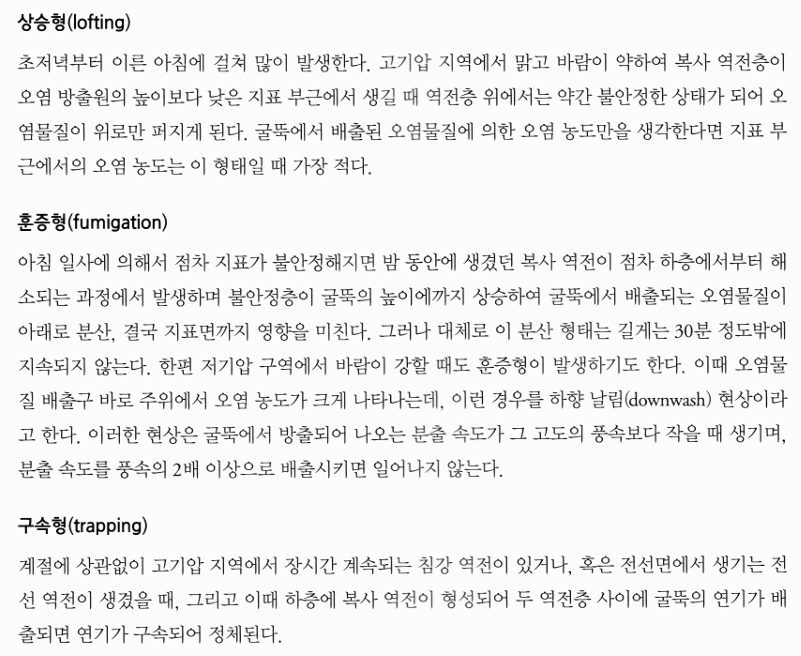 상승형(lofting)
초저녁부터 이른 아침에 걸쳐 많이 발생한다. 고기압 지역에서 맑고 바람이 약하여 복사 역전층이
오염 방출원의 높이보다 낮은 지표 부근에서 생길 때 역전층 위에서는 약간 불안정한 상태가 되어 오
염물질이 위로만 퍼지게 된다. 굴뚝에서 배출된 오염물질에 의한 오염 농도만을 생각한다면 지표 부
근에서의 오염 농도는 이 형태일 때 가장 적다.
훈증형(fumigation)
아침 일사에 의해서 점차 지표가 불안정해지면 밤 동안에 생겼던 복사 역전이 점차 하층에서부터 해
소되는 과정에서 발생하며 불안정층이 굴뚝의 높이에까지 상승하여 굴뚝에서 배출되는 오염물질이
아래로 분산, 결국 지표면까지 영향을 미친다. 그러나 대체로 이 분산 형태는 길게는 30분 정도밖에
지속되지 않는다. 한편 저기압 구역에서 바람이 강할 때도 훈증형이 발생하기도 한다. 이때 오염물
질 배출구 바로 주위에서 오염 농도가 크게 나타나는데, 이런 경우를 하향 날림(downwash) 현상이라
고 한다. 이러한 현상은 굴뚝에서 방출되어 나오는 분출 속도가 그 고도의 풍속보다 작을 때 생기며,
분출 속도를 풍속의 2배 이상으로 배출시키면 일어나지 않는다.
구속형(trapping)
계절에 상관없이 고기압 지역에서 장시간 계속되는 침강 역전이 있거나, 혹은 전선면에서 생기는 전
선 역전이 생겼을 때, 그리고 이때 하층에 복사 역전이 형성되어 두 역전층 사이에 굴뚝의 연기가 배
출되면 연기가 구속되어 정체된다.